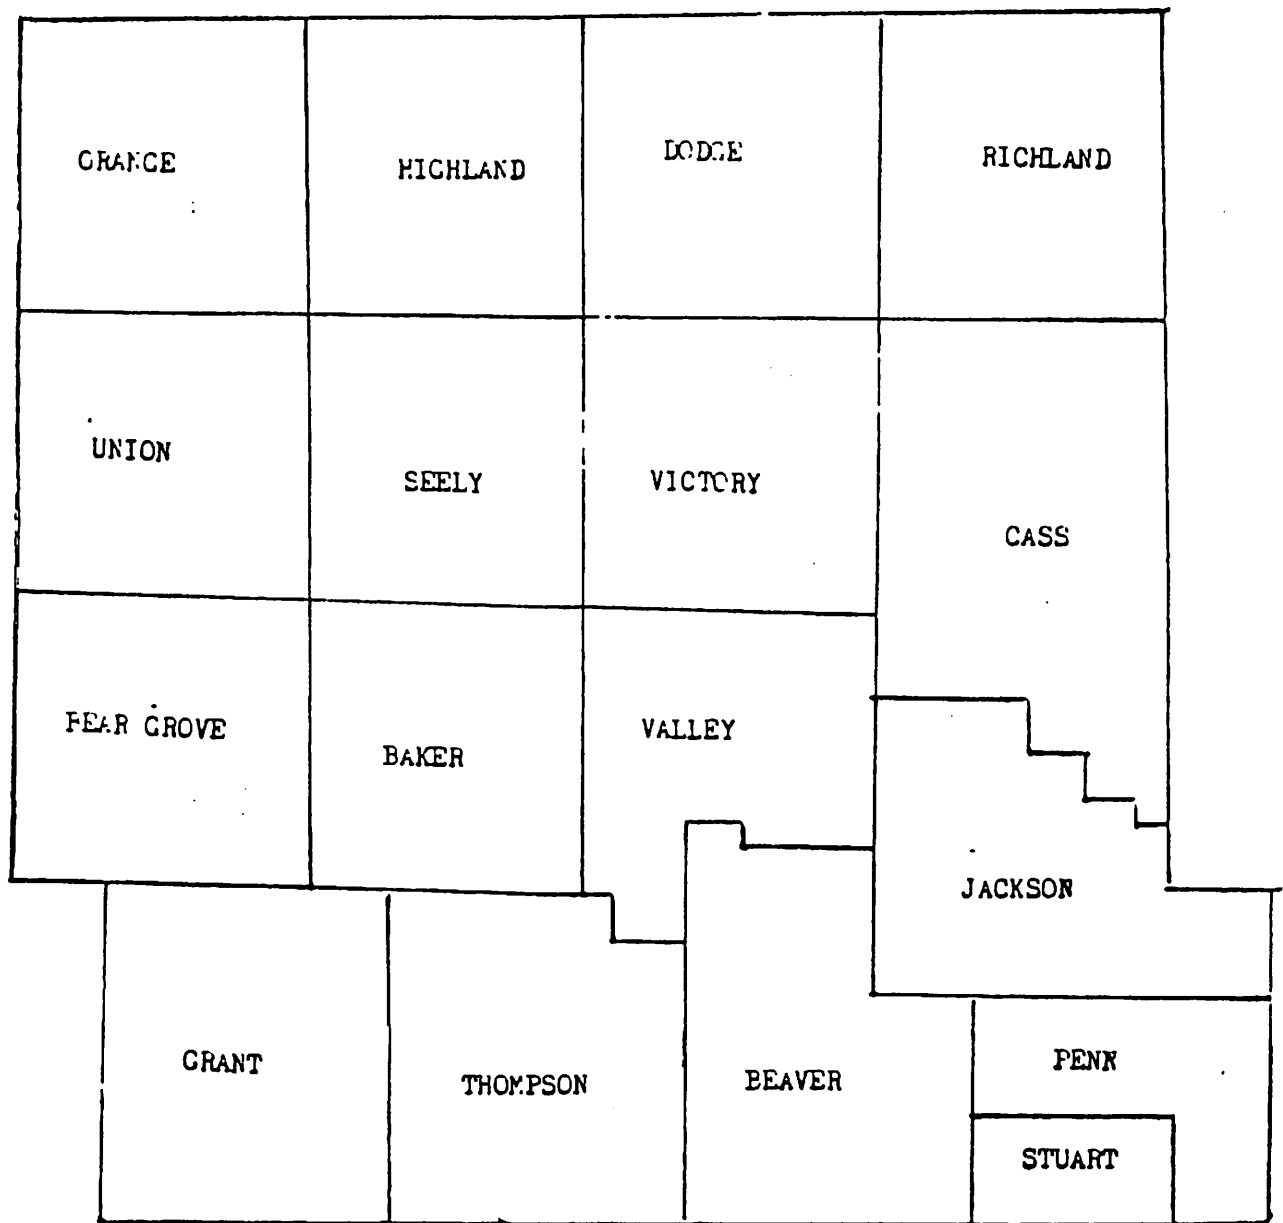 ORANGE
HIGHLAND
DODGE
RICHLAND
UNION
SEELY
VICTORY
CASS
BEAR GROVE
BAKER
VALLEY
JACKSON
GRANT
THOMPSON
BEAVER
PENN
STUART